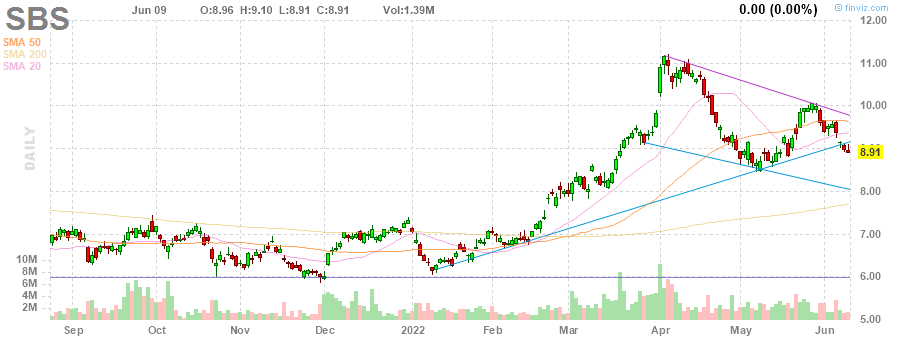 SBS
Jun 09 O:8.96 H:9.10 L:8.91 C:8.91 Vol:1.39M 0.00 (0.00%) © finviz.com
SMA 50
SMA 200
SMA 20
DAILY
12.00
11.00
10.00
9.00
8.91
8.00
7.00
6.00
5.00
10M
8M
6M
4M
2M
Sep Oct Nov Dec 2022 Feb Mar Apr May Jun